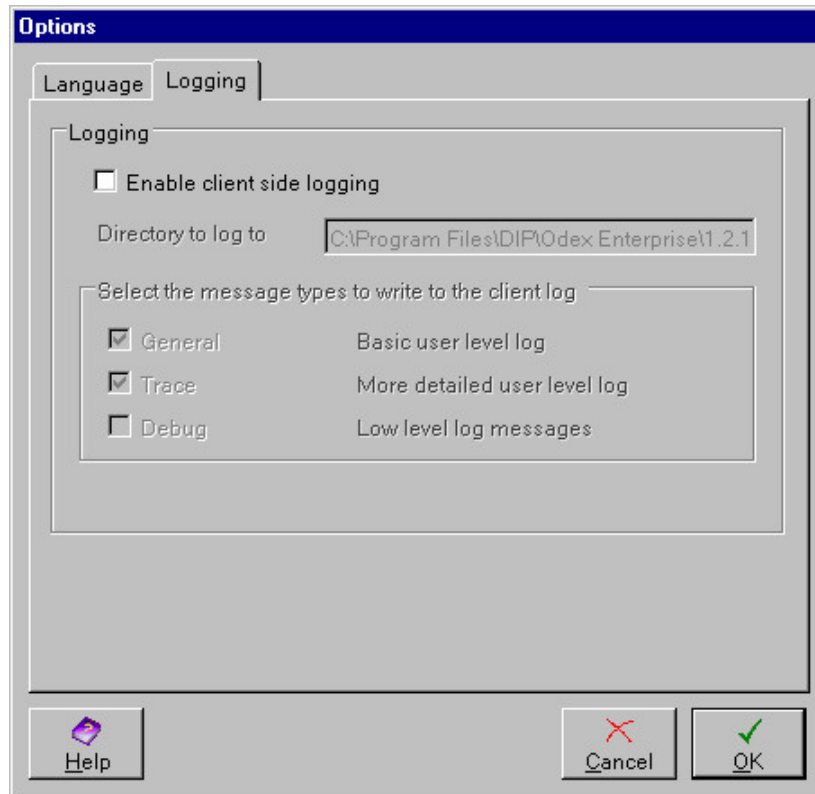 Options
Language Logging
Logging
Enable client side logging
Directory to log to C:\Program Files\DIP\Odex Enterprise\1.2.1
Select the message types to write to the client log
General Basic user level log
Trace More detailed user level log
Debug Low level log messages
Help Cancel OK